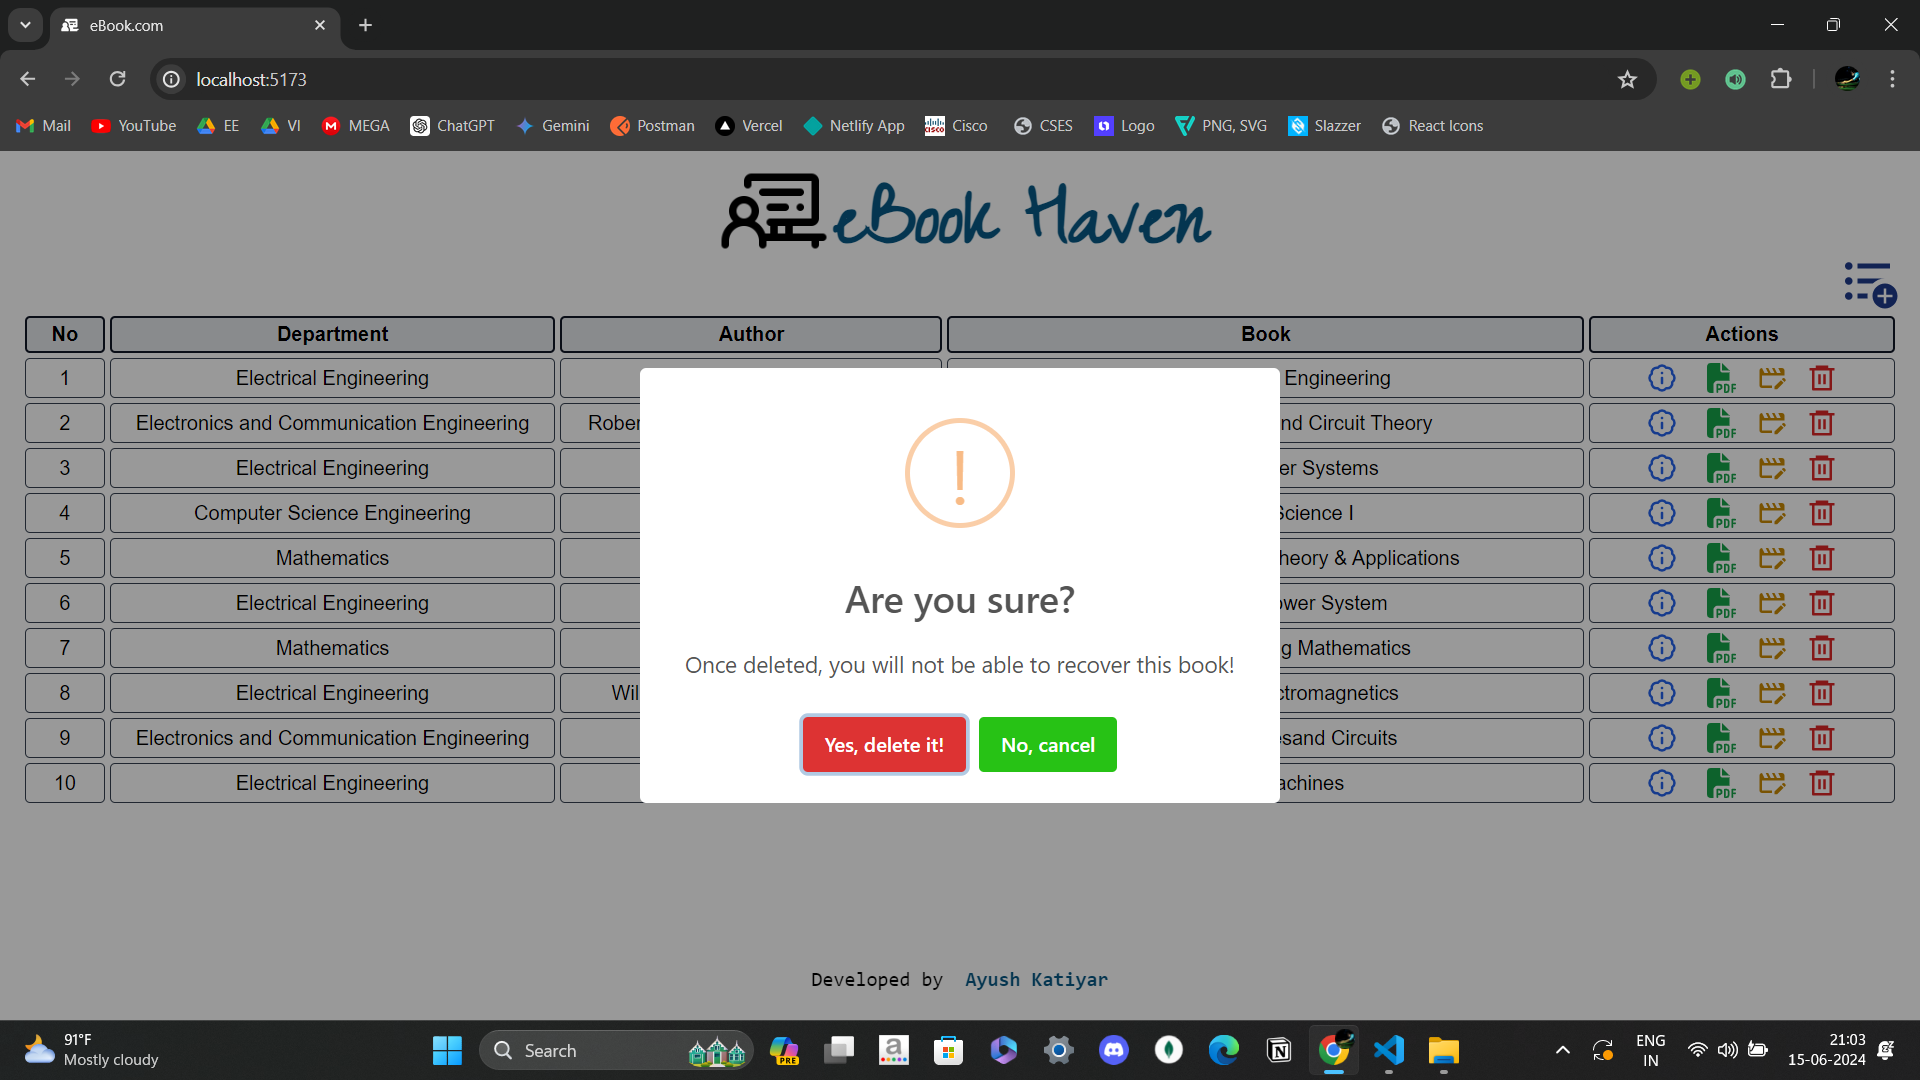 eBook.com
localhost:5173
Mail YouTube EE VI MEGA ChatGPT Gemini Postman Vercel Netlify App Cisco CSES Logo PNG, SVG Slazzer React Icons
eBook Haven
No Department Author Book Actions
1 Electrical Engineering Engineering PDF
2 Electronics and Communication Engineering Rober nd Circuit Theory PDF
3 Electrical Engineering er Systems PDF
4 Computer Science Engineering Science I PDF
5 Mathematics heory & Applications PDF
6 Electrical Engineering ower System PDF
7 Mathematics g Mathematics PDF
8 Electrical Engineering Wil ctromagnetics PDF
9 Electronics and Communication Engineering sand Circuits PDF
10 Electrical Engineering achines PDF
!
Are you sure?
Once deleted, you will not be able to recover this book!
Yes, delete it! No, cancel
Developed by Ayush Katiyar
91°F
Mostly cloudy
Search
PRE
ENG
IN
21:03
15-06-2024